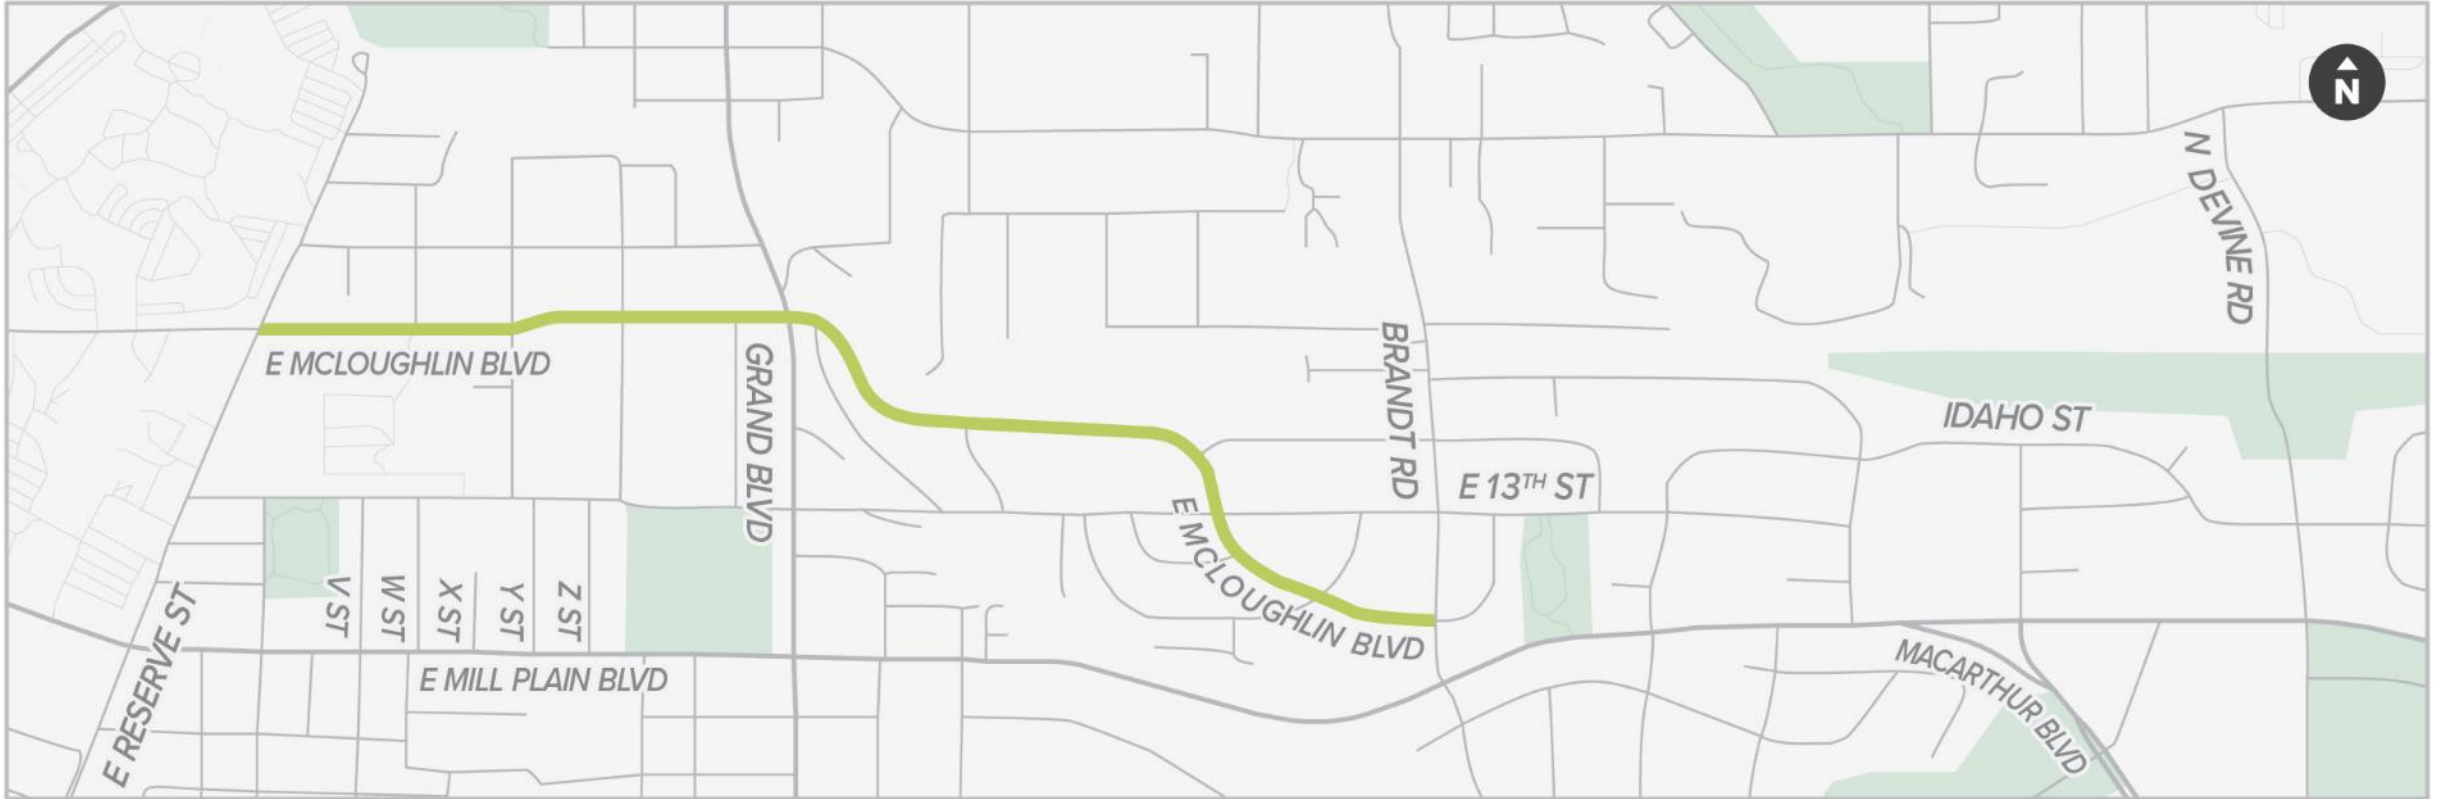 N
N DEVINE RD
E MCLOUGHLIN BLVD
GRAND BLVD
BRANDT RD
IDAHO ST
E 13TH ST
E MCLOUGHLIN BLVD
V ST
W ST
X ST
Y ST
Z ST
E RESERVE ST
E MILL PLAIN BLVD
MACARTHUR BLVD